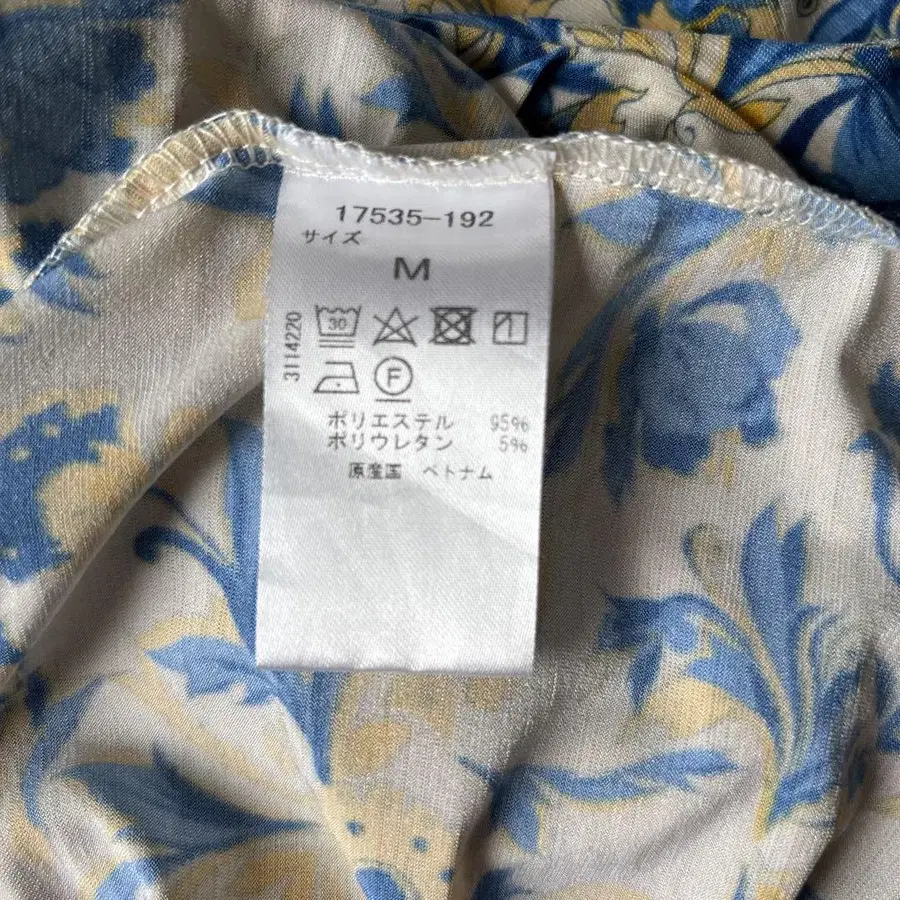 17535-192
サイズ
M
3114220
30
F
ポリエステル 95%
ポリウレタン 5%
原産国 ベトナム